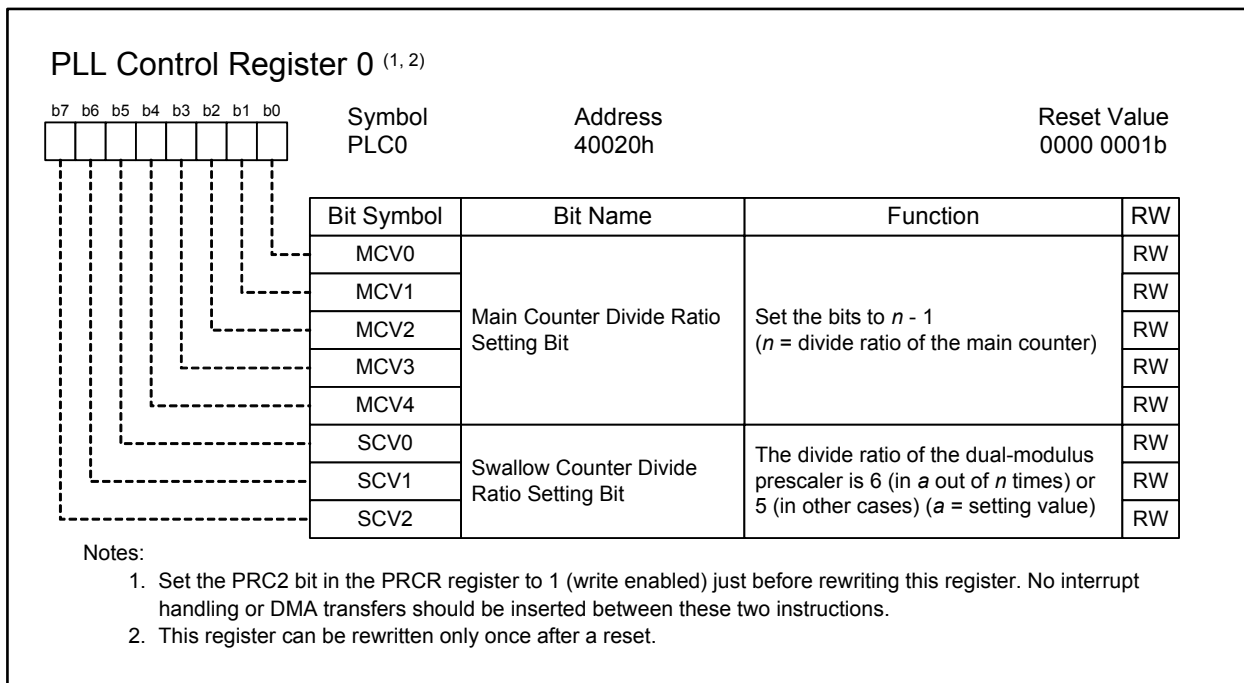 PLL Control Register 0 (1, 2)
b7 b6 b5 b4 b3 b2 b1 b0
Symbol Address Reset Value
PLC0 40020h 0000 0001b
Bit Symbol Bit Name Function RW
MCV0 RW
MCV1 RW
MCV2 RW
MCV3 RW
MCV4 RW
Main Counter Divide Ratio
Setting Bit
Set the bits to n - 1
(n = divide ratio of the main counter)
SCV0 RW
SCV1 RW
SCV2 RW
Swallow Counter Divide
Ratio Setting Bit
The divide ratio of the dual-modulus
prescaler is 6 (in a out of n times) or
5 (in other cases) (a = setting value)
Notes:
1. Set the PRC2 bit in the PRCR register to 1 (write enabled) just before rewriting this register. No interrupt
handling or DMA transfers should be inserted between these two instructions.
2. This register can be rewritten only once after a reset.